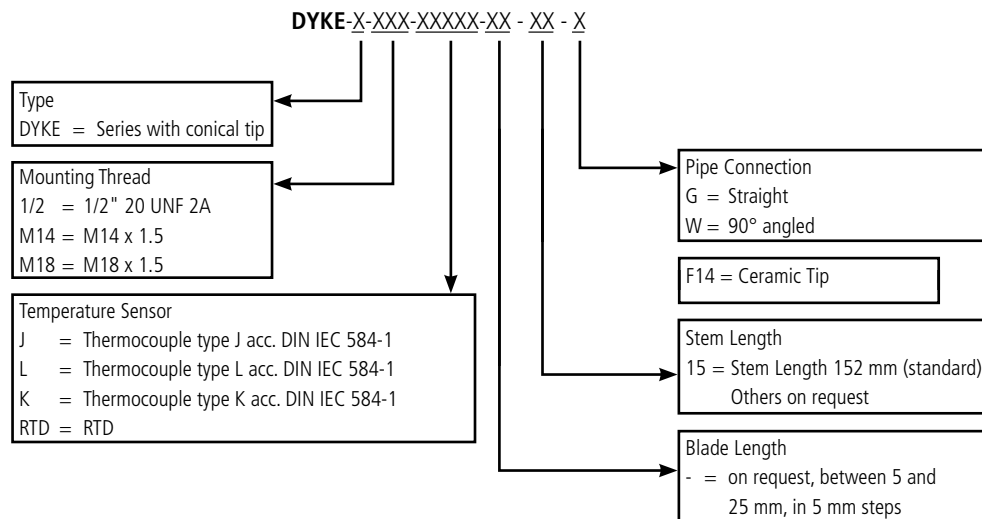 DYKE-X-XXX-XXXXX-XX - XX - X
Type
DYKE = Series with conical tip
Mounting Thread
1/2 = 1/2" 20 UNF 2A
M14 = M14 x 1.5
M18 = M18 x 1.5
Temperature Sensor
J = Thermocouple type J acc. DIN IEC 584-1
L = Thermocouple type L acc. DIN IEC 584-1
K = Thermocouple type K acc. DIN IEC 584-1
RTD = RTD
Pipe Connection
G = Straight
W = 90° angled
F14 = Ceramic Tip
Stem Length
15 = Stem Length 152 mm (standard)
Others on request
Blade Length
- = on request, between 5 and
25 mm, in 5 mm steps